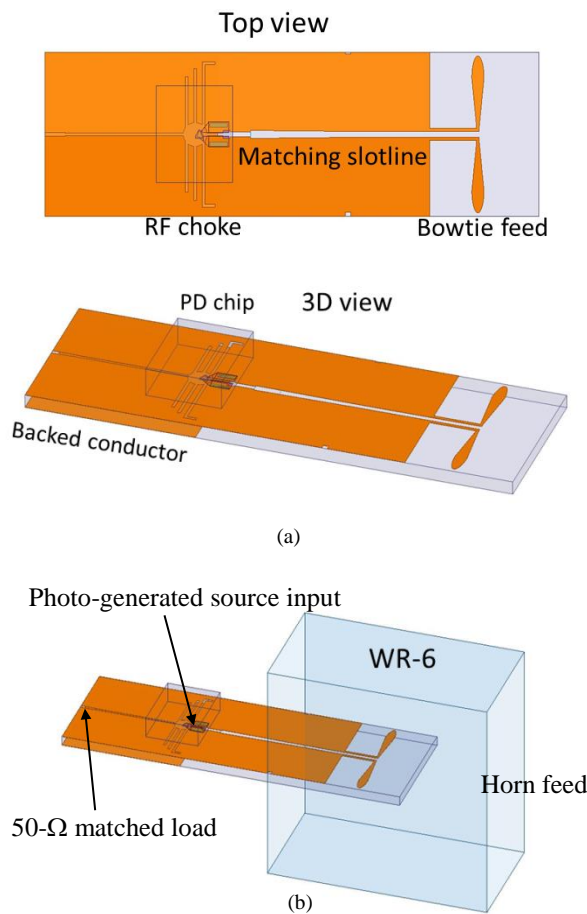 Top view
Matching slotline
RF choke
Bowtie feed
PD chip
3D view
Backed conductor
(a)
Photo-generated source input
WR-6
Horn feed
50-Ω matched load
(b)